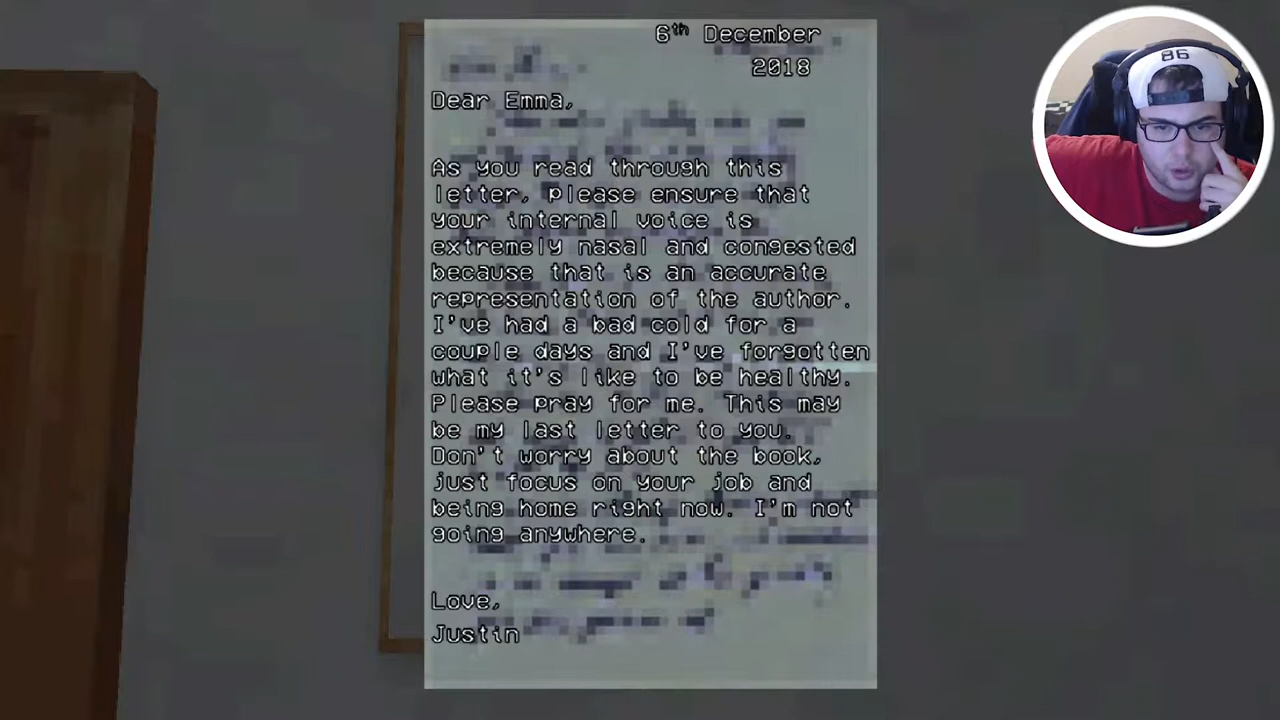 6th December
2018
Dear Emma,
As you read through this
letter, please ensure that
your internal voice is
extremely nasal and congested
because that is an accurate
representation of the author.
I've had a bad cold for a
couple days and I've forgotten
what it's like to be healthy.
Please pray for me. This may
be my last letter to you.
Don't worry about the book,
just focus on your job and
being home right now. I'm not
going anywhere.
Love,
Justin
86